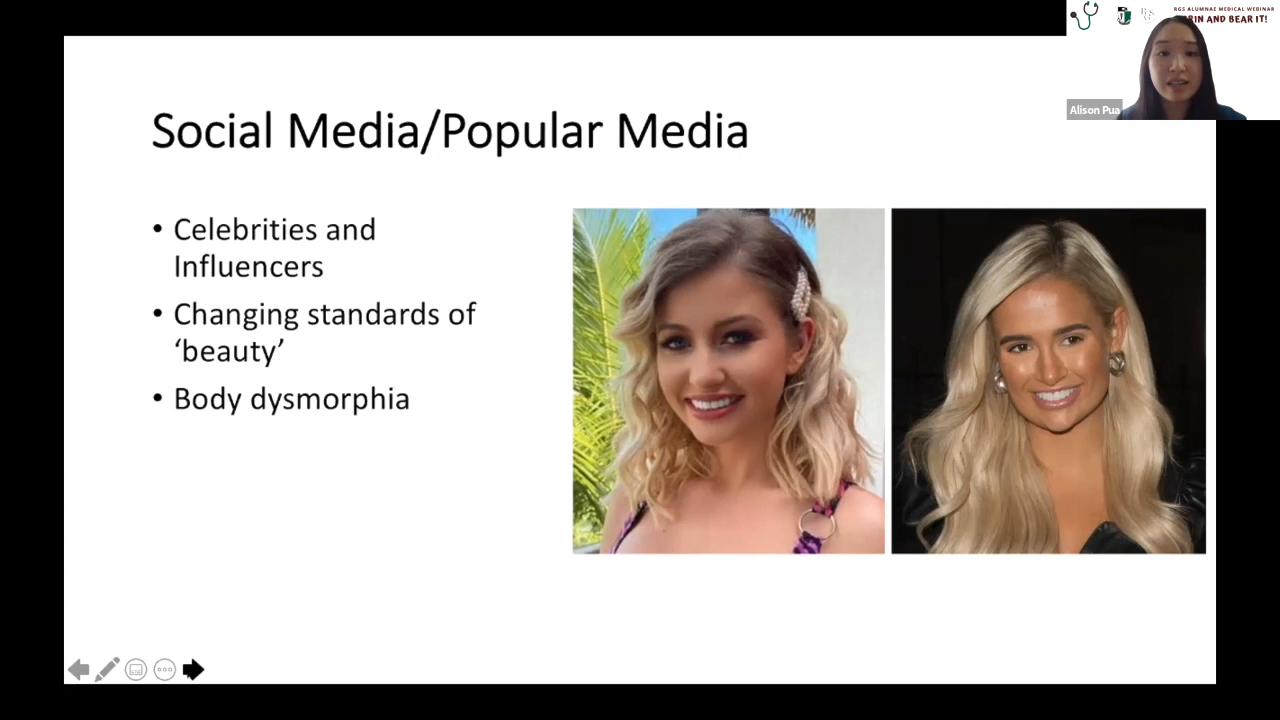 RGS ALUMNAE MEDICAL WEBINAR
AND BEAR IT!
Alison Pua
Social Media/Popular Media
• Celebrities and
Influencers
• Changing standards of
‘beauty’
• Body dysmorphia